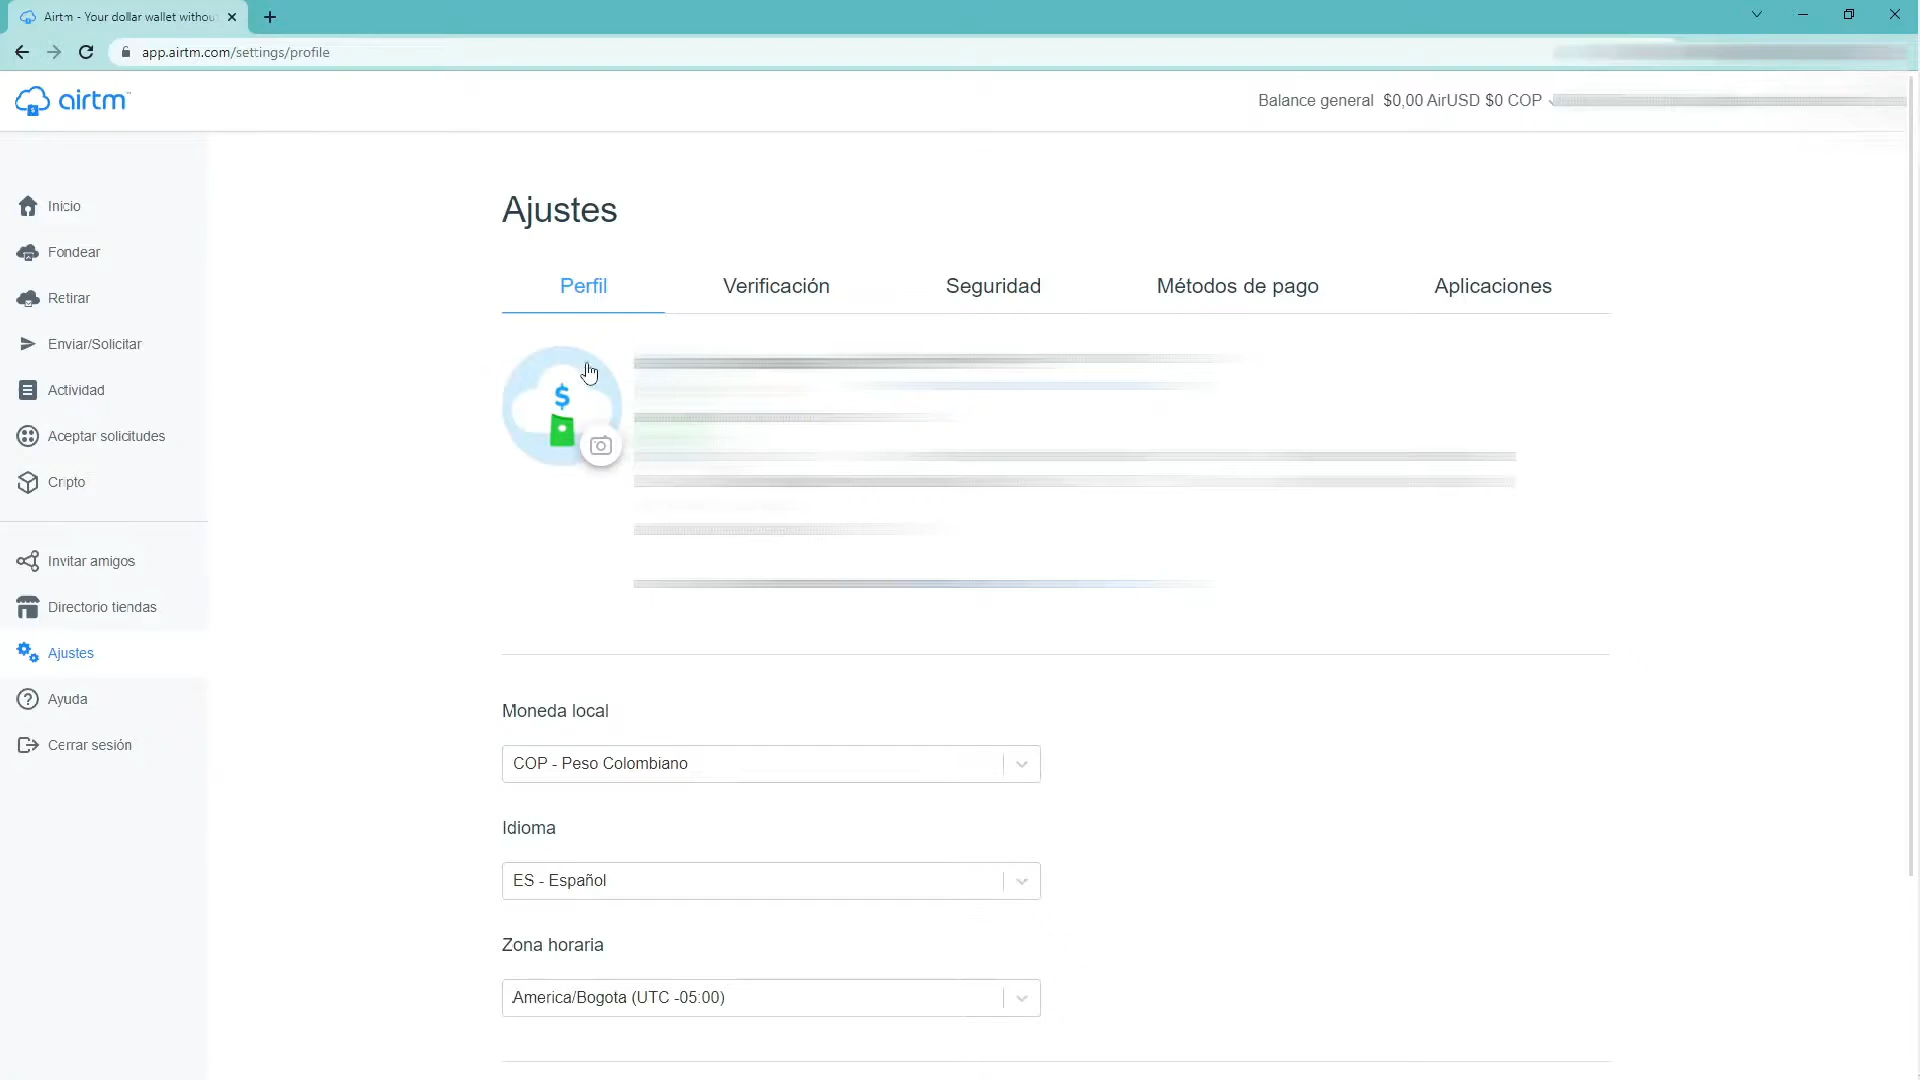 Airtm - Your dollar wallet withou
app.airtm.com/settings/profile
airtm
Balance general $0,00 AirUSD $0 COP
Inicio
Fondear
Retirar
Enviar/Solicitar
Actividad
Aceptar solicitudes
Cripto
Invitar amigos
Directorio tiendas
Ajustes
Ayuda
Cerrar sesión
Ajustes
Perfil Verificación Seguridad Métodos de pago Aplicaciones
$
Moneda local
COP - Peso Colombiano
Idioma
ES - Español
Zona horaria
America/Bogota (UTC -05:00)